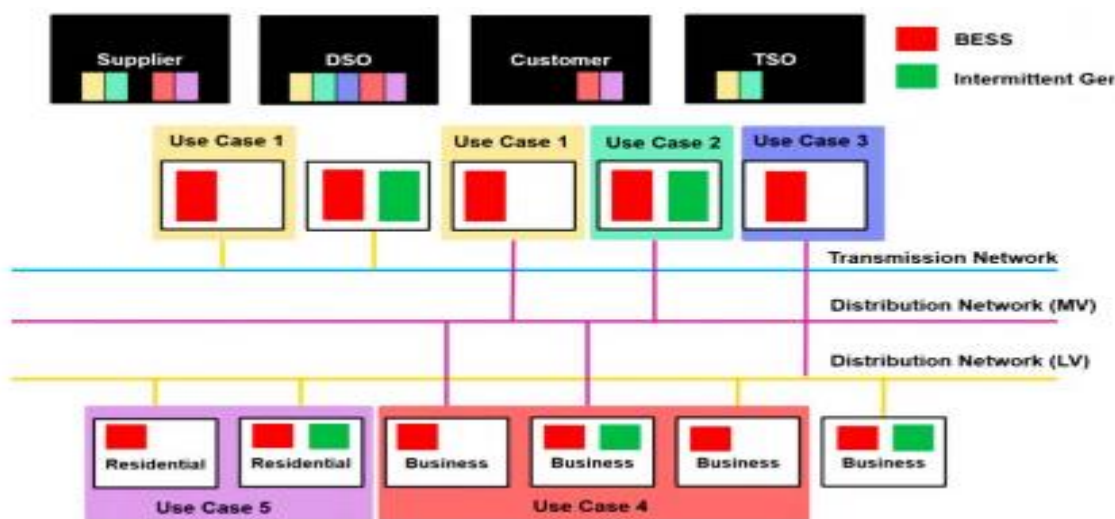 Supplier
DSO
Customer
TSO
BESS
Intermittent Ger
Use Case 1
Use Case 1
Use Case 2
Use Case 3
Transmission Network
Distribution Network (MV)
Distribution Network (LV)
Residential
Residential
Business
Business
Business
Business
Use Case 5
Use Case 4